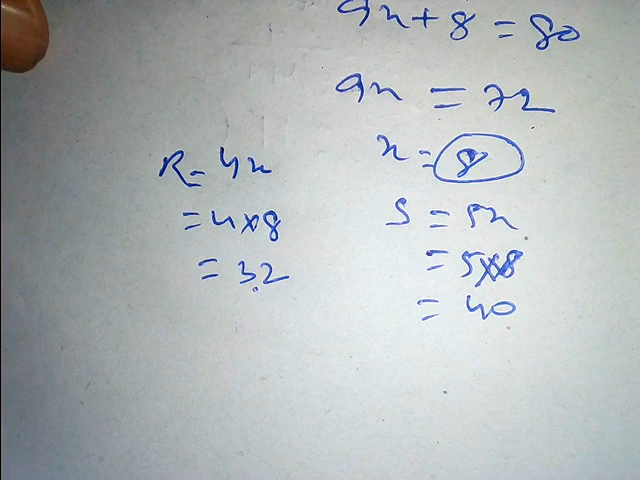 9x+8=80
9x=72
x=8
R=4x
=4×8
=32
S=5x
=5×8
=40